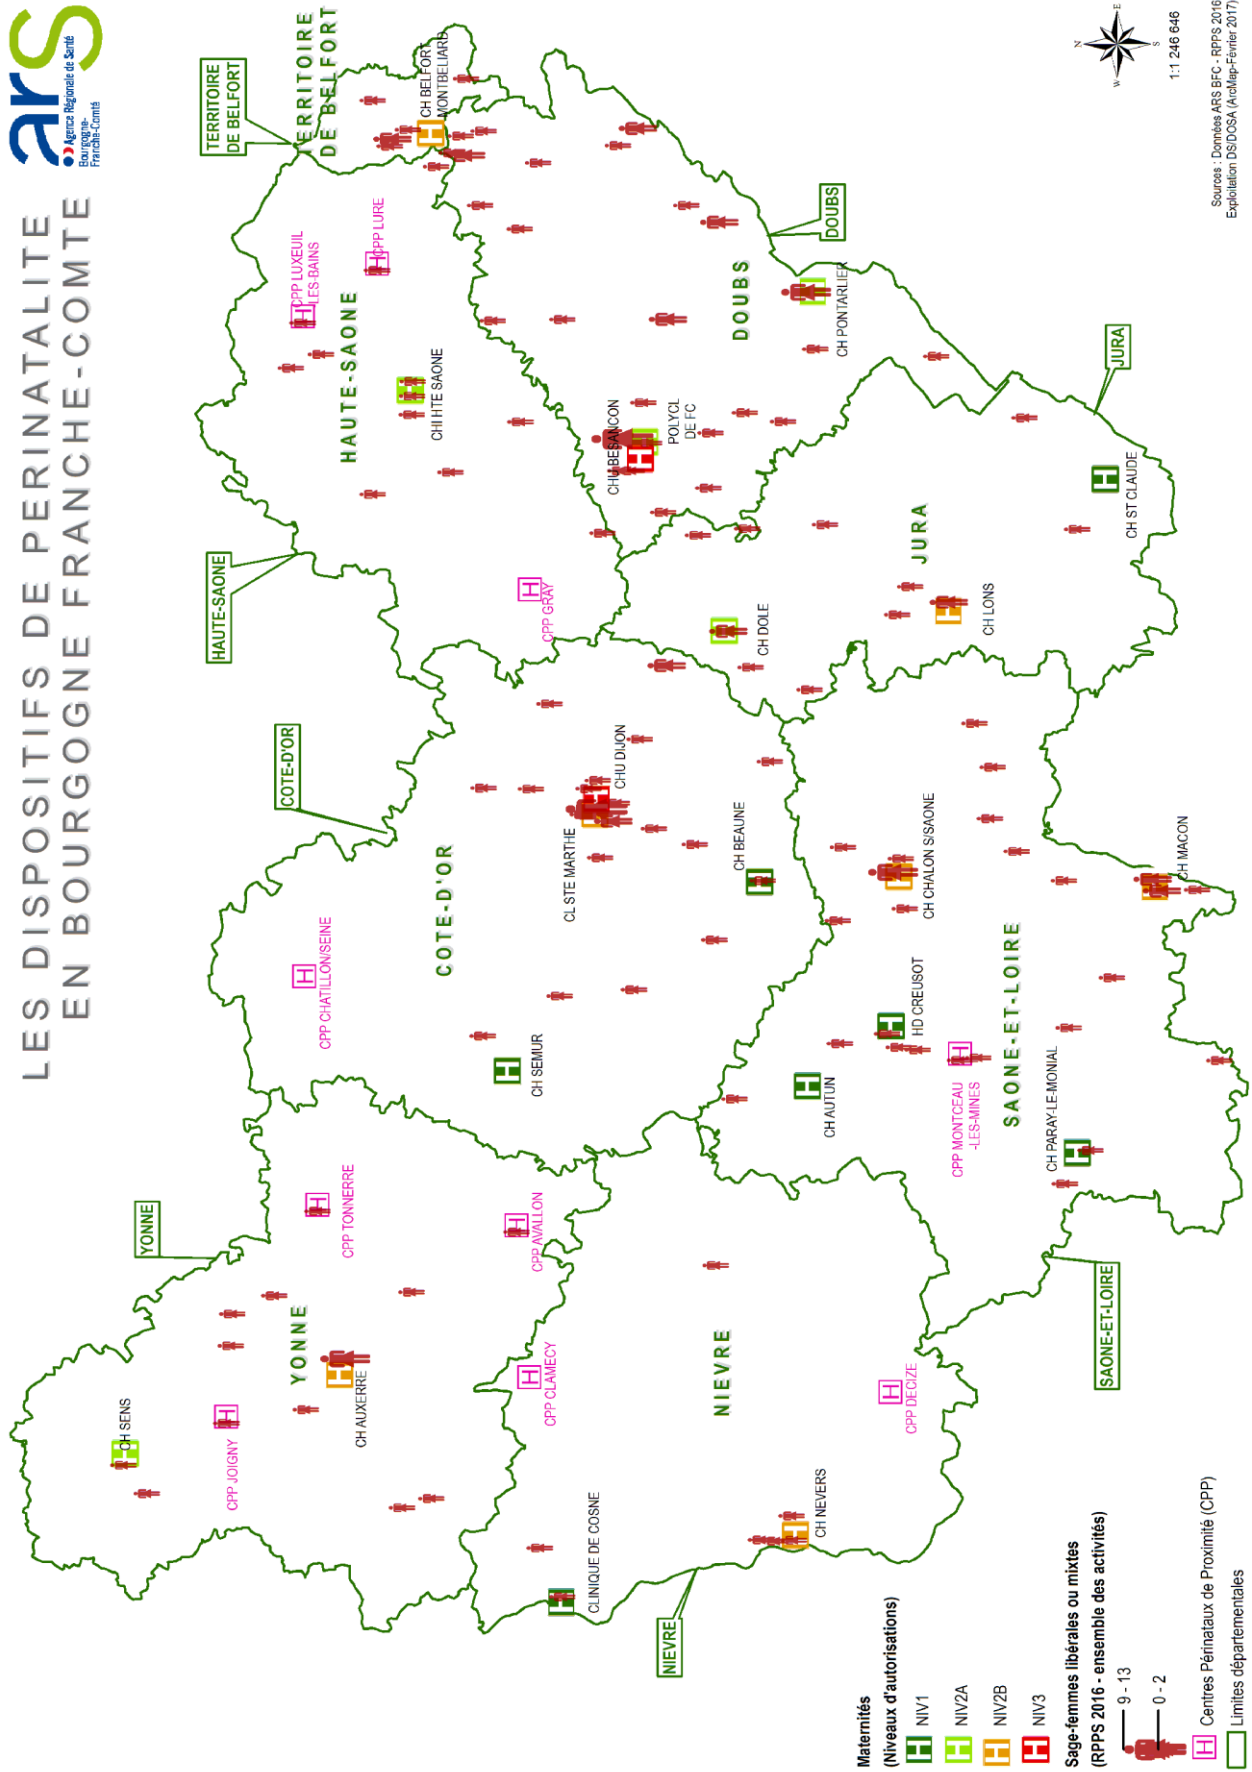 LES DISPOSITIFS DE PERINATALITE
EN BOURGOGNE FRANCHE-COMTE
ars
Agence Régionale de Santé
Bourgogne-
Franche-Comté
YONNE
COTE-D'OR
HAUTE-SAONE
TERRITOIRE
DE BELFORT
TERRITOIRE
DE BELFORT
CH SENS
CPP JOIGNY
YONNE
CH AUXERRE
CPP TONNERRE
CPP AVALLON
CPP CHATILLON/SEINE
COTE-D'OR
CH SEMUR
CL STE MARTHE
CHU DIJON
CH BEAUNE
CPP LUXEUIL
LES-BAINS
CPP LURE
HAUTE-SAONE
CHI HTE SAONE
CPP GRAY
CH BELFORT
MONTBELIARD
CHU BESANCON
POLYCL
DE FC
DOUBS
CH PONTARLIER
DOUBS
CH DOLE
JURA
CH LONS
CH ST CLAUDE
JURA
CPP CLAMECY
CLINIQUE DE COSNE
NIEVRE
CPP DECIZE
CH NEVERS
NIEVRE
CH AUTUN
HD CREUSOT
CPP MONTCEAU
-LES-MINES
CH CHALON S/SAONE
SAONE-ET-LOIRE
CH PARAY-LE-MONIAL
CH MACON
SAONE-ET-LOIRE
Maternités
(Niveaux d'autorisations)
NIV1
NIV2A
NIV2B
NIV3
Sage-femmes libérales ou mixtes
(RPPS 2016 - ensemble des activités)
9 - 13
0 - 2
Centres Périnataux de Proximité (CPP)
Limites départementales
N
W
E
S
1:1 246 646
Sources : Données ARS BFC - RPPS 2016
Exploitation DS/DOSA (ArcMap-Février 2017)